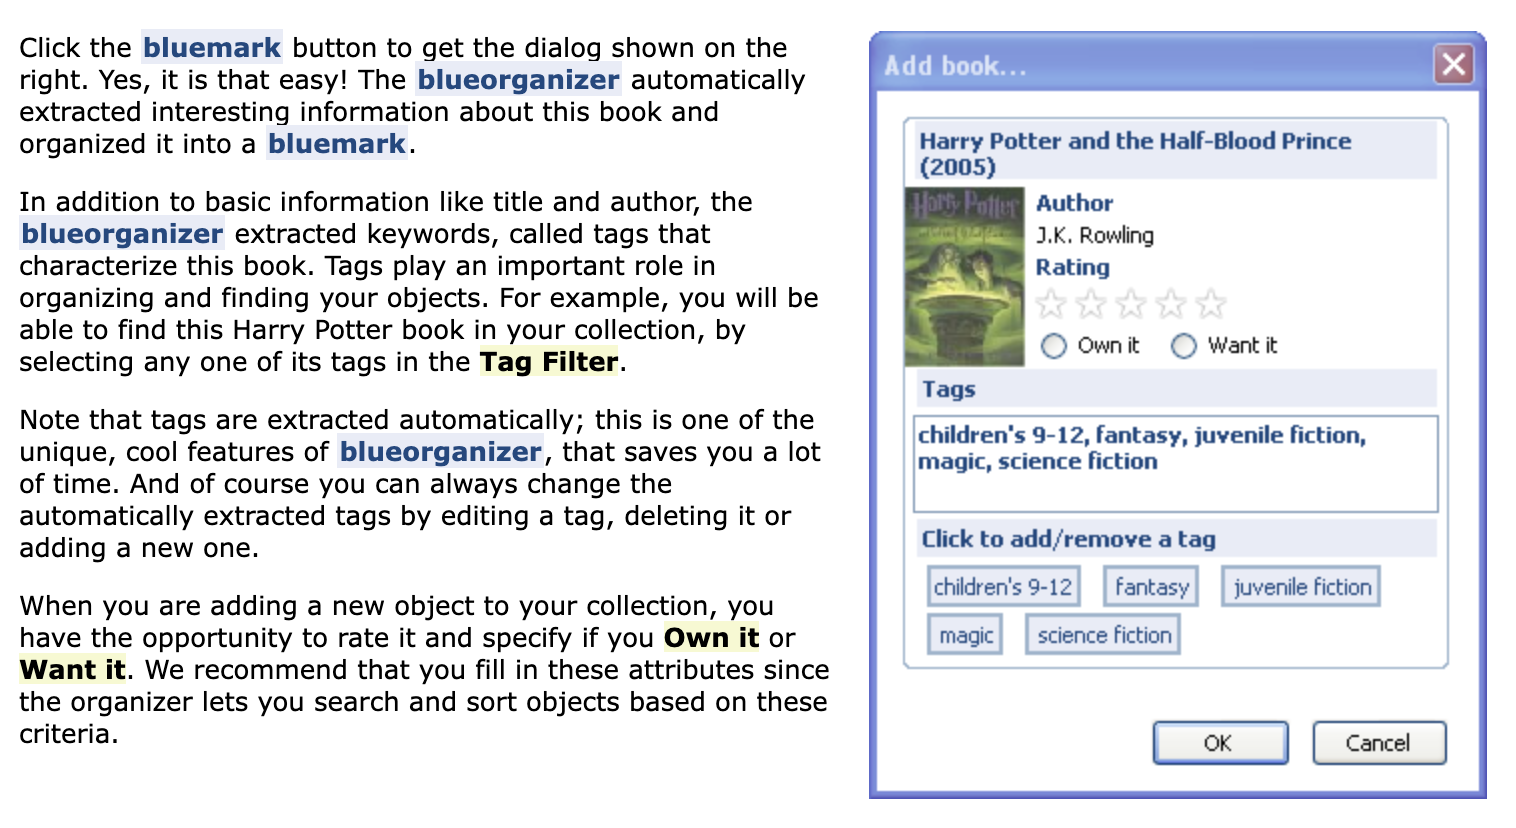 Click the bluemark button to get the dialog shown on the
right. Yes, it is that easy! The blueorganizer automatically
extracted interesting information about this book and
organized it into a bluemark.
In addition to basic information like title and author, the
blueorganizer extracted keywords, called tags that
characterize this book. Tags play an important role in
organizing and finding your objects. For example, you will be
able to find this Harry Potter book in your collection, by
selecting any one of its tags in the Tag Filter.
Note that tags are extracted automatically; this is one of the
unique, cool features of blueorganizer, that saves you a lot
of time. And of course you can always change the
automatically extracted tags by editing a tag, deleting it or
adding a new one.
When you are adding a new object to your collection, you
have the opportunity to rate it and specify if you Own it or
Want it. We recommend that you fill in these attributes since
the organizer lets you search and sort objects based on these
criteria.
Add book...
Harry Potter and the Half-Blood Prince
(2005)
Harry Potter
Author
J.K. Rowling
Rating
Own it Want it
Tags
children's 9-12, fantasy, juvenile fiction,
magic, science fiction
Click to add/remove a tag
children's 9-12 fantasy juvenile fiction
magic science fiction
OK Cancel